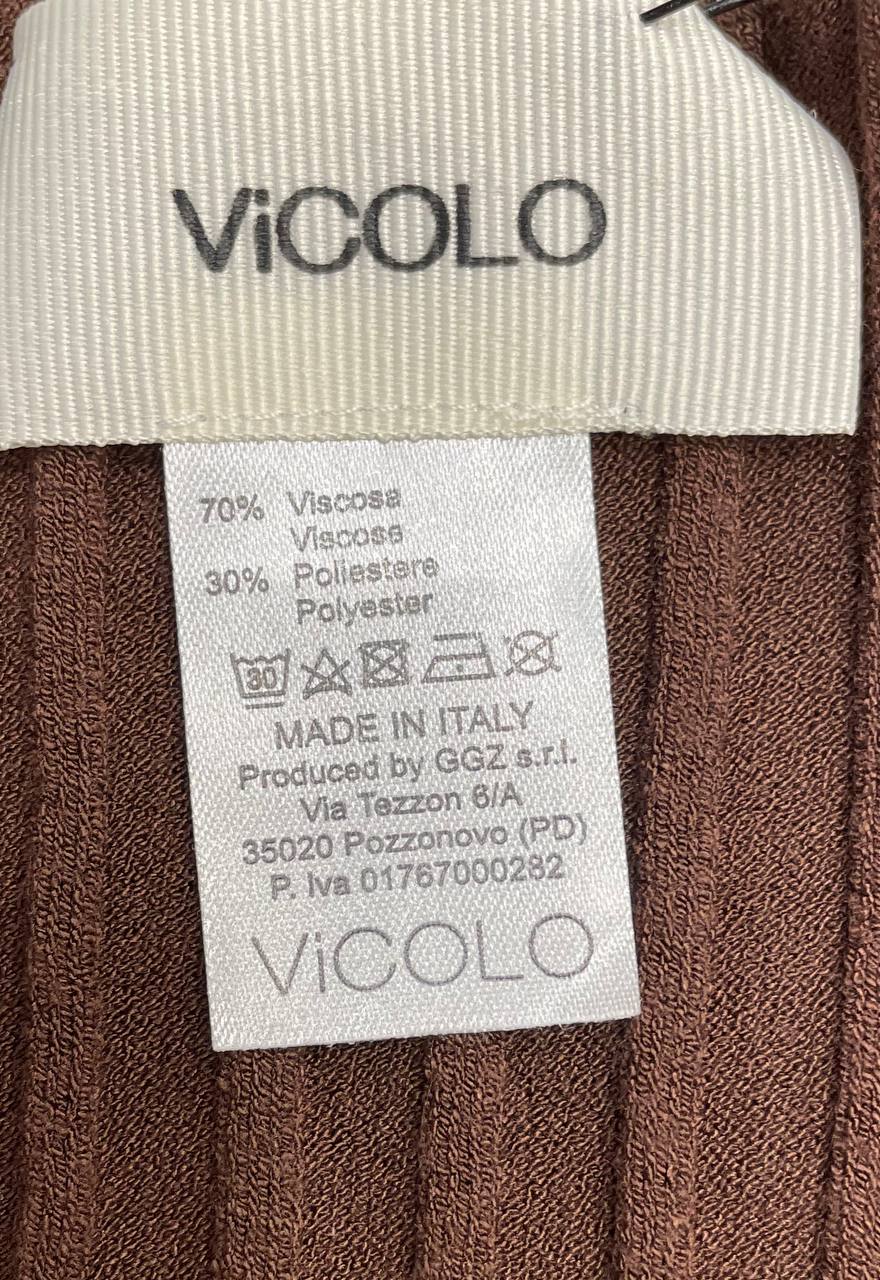 ViCOLO
70% Viscosa
Viscose
30% Poliestere
Polyester
30
MADE IN ITALY
Produced by GGZ s.r.l.
Via Tezzon 6/A
35020 Pozzonovo (PD)
P. Iva 01767000282
ViCOLO